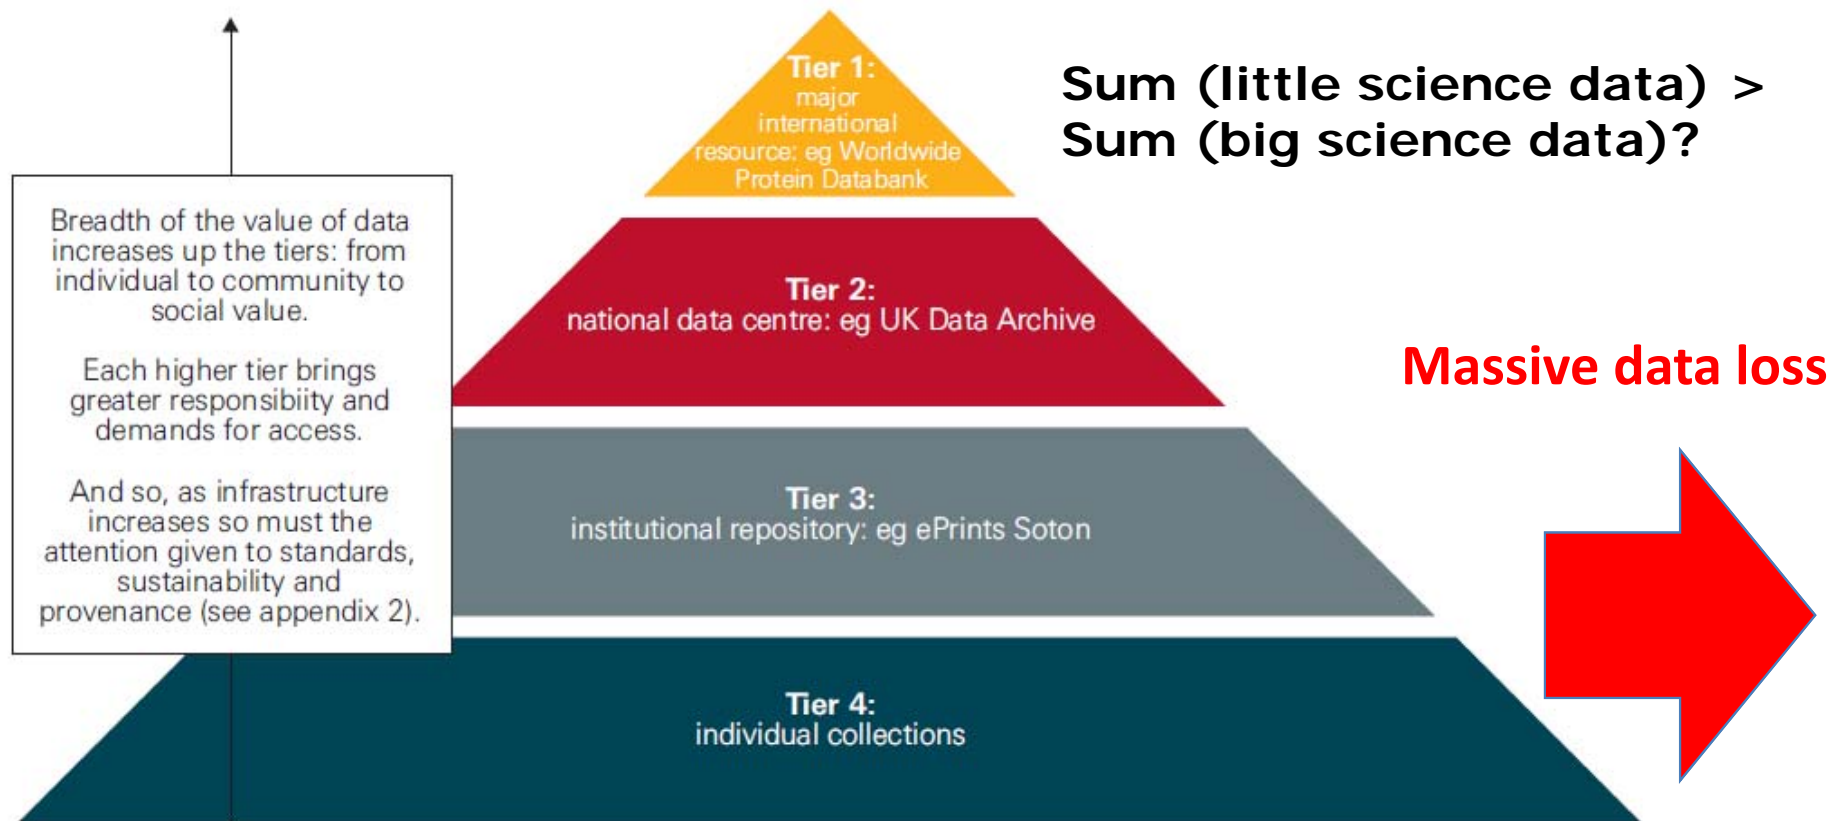 Tier 1:
major
international
resource: eg Worldwide
Protein Databank
Sum (little science data) >
Sum (big science data)?
Breadth of the value of data
increases up the tiers: from
individual to community to
social value.
Each higher tier brings
greater responsibiity and
demands for access.
And so, as infrastructure
increases so must the
attention given to standards,
sustainability and
provenance (see appendix 2).
Tier 2:
national data centre: eg UK Data Archive
Massive data loss
Tier 3:
institutional repository: eg ePrints Soton
Tier 4:
individual collections